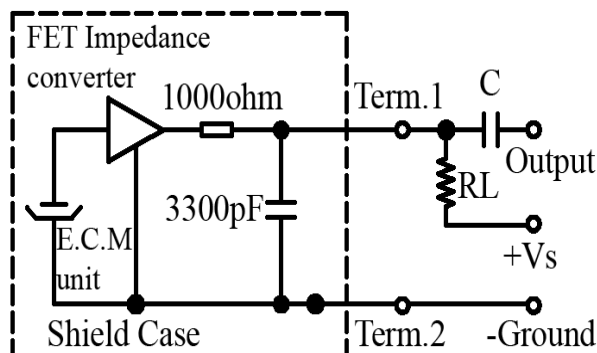 FET Impedance
converter
1000ohm
Term.1
C
Output
RL
3300pF
E.C.M
unit
+Vs
Shield Case
Term.2
-Ground